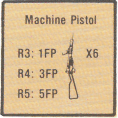 Machine Pistol
R3: 1FP X6
R4: 3FP
R5: 5FP